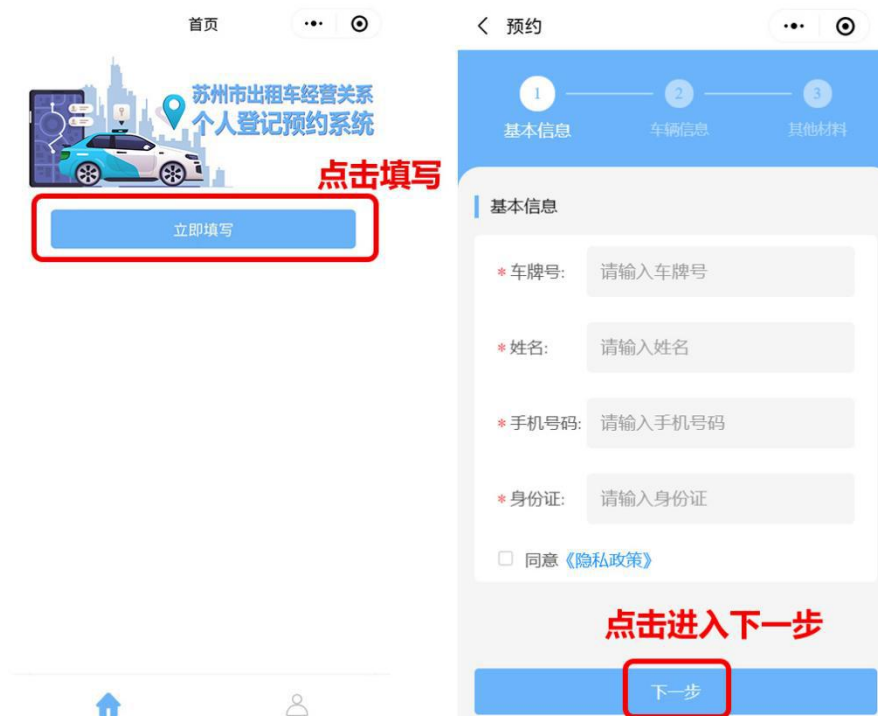 首页
苏州市出租车经营关系
个人登记预约系统
点击填写
立即填写
预约
1
2
3
基本信息
车辆信息
其他材料
基本信息
*车牌号:
请输入车牌号
*姓名:
请输入姓名
*手机号码:
请输入手机号码
*身份证:
请输入身份证
同意《隐私政策》
点击进入下一步
下一步